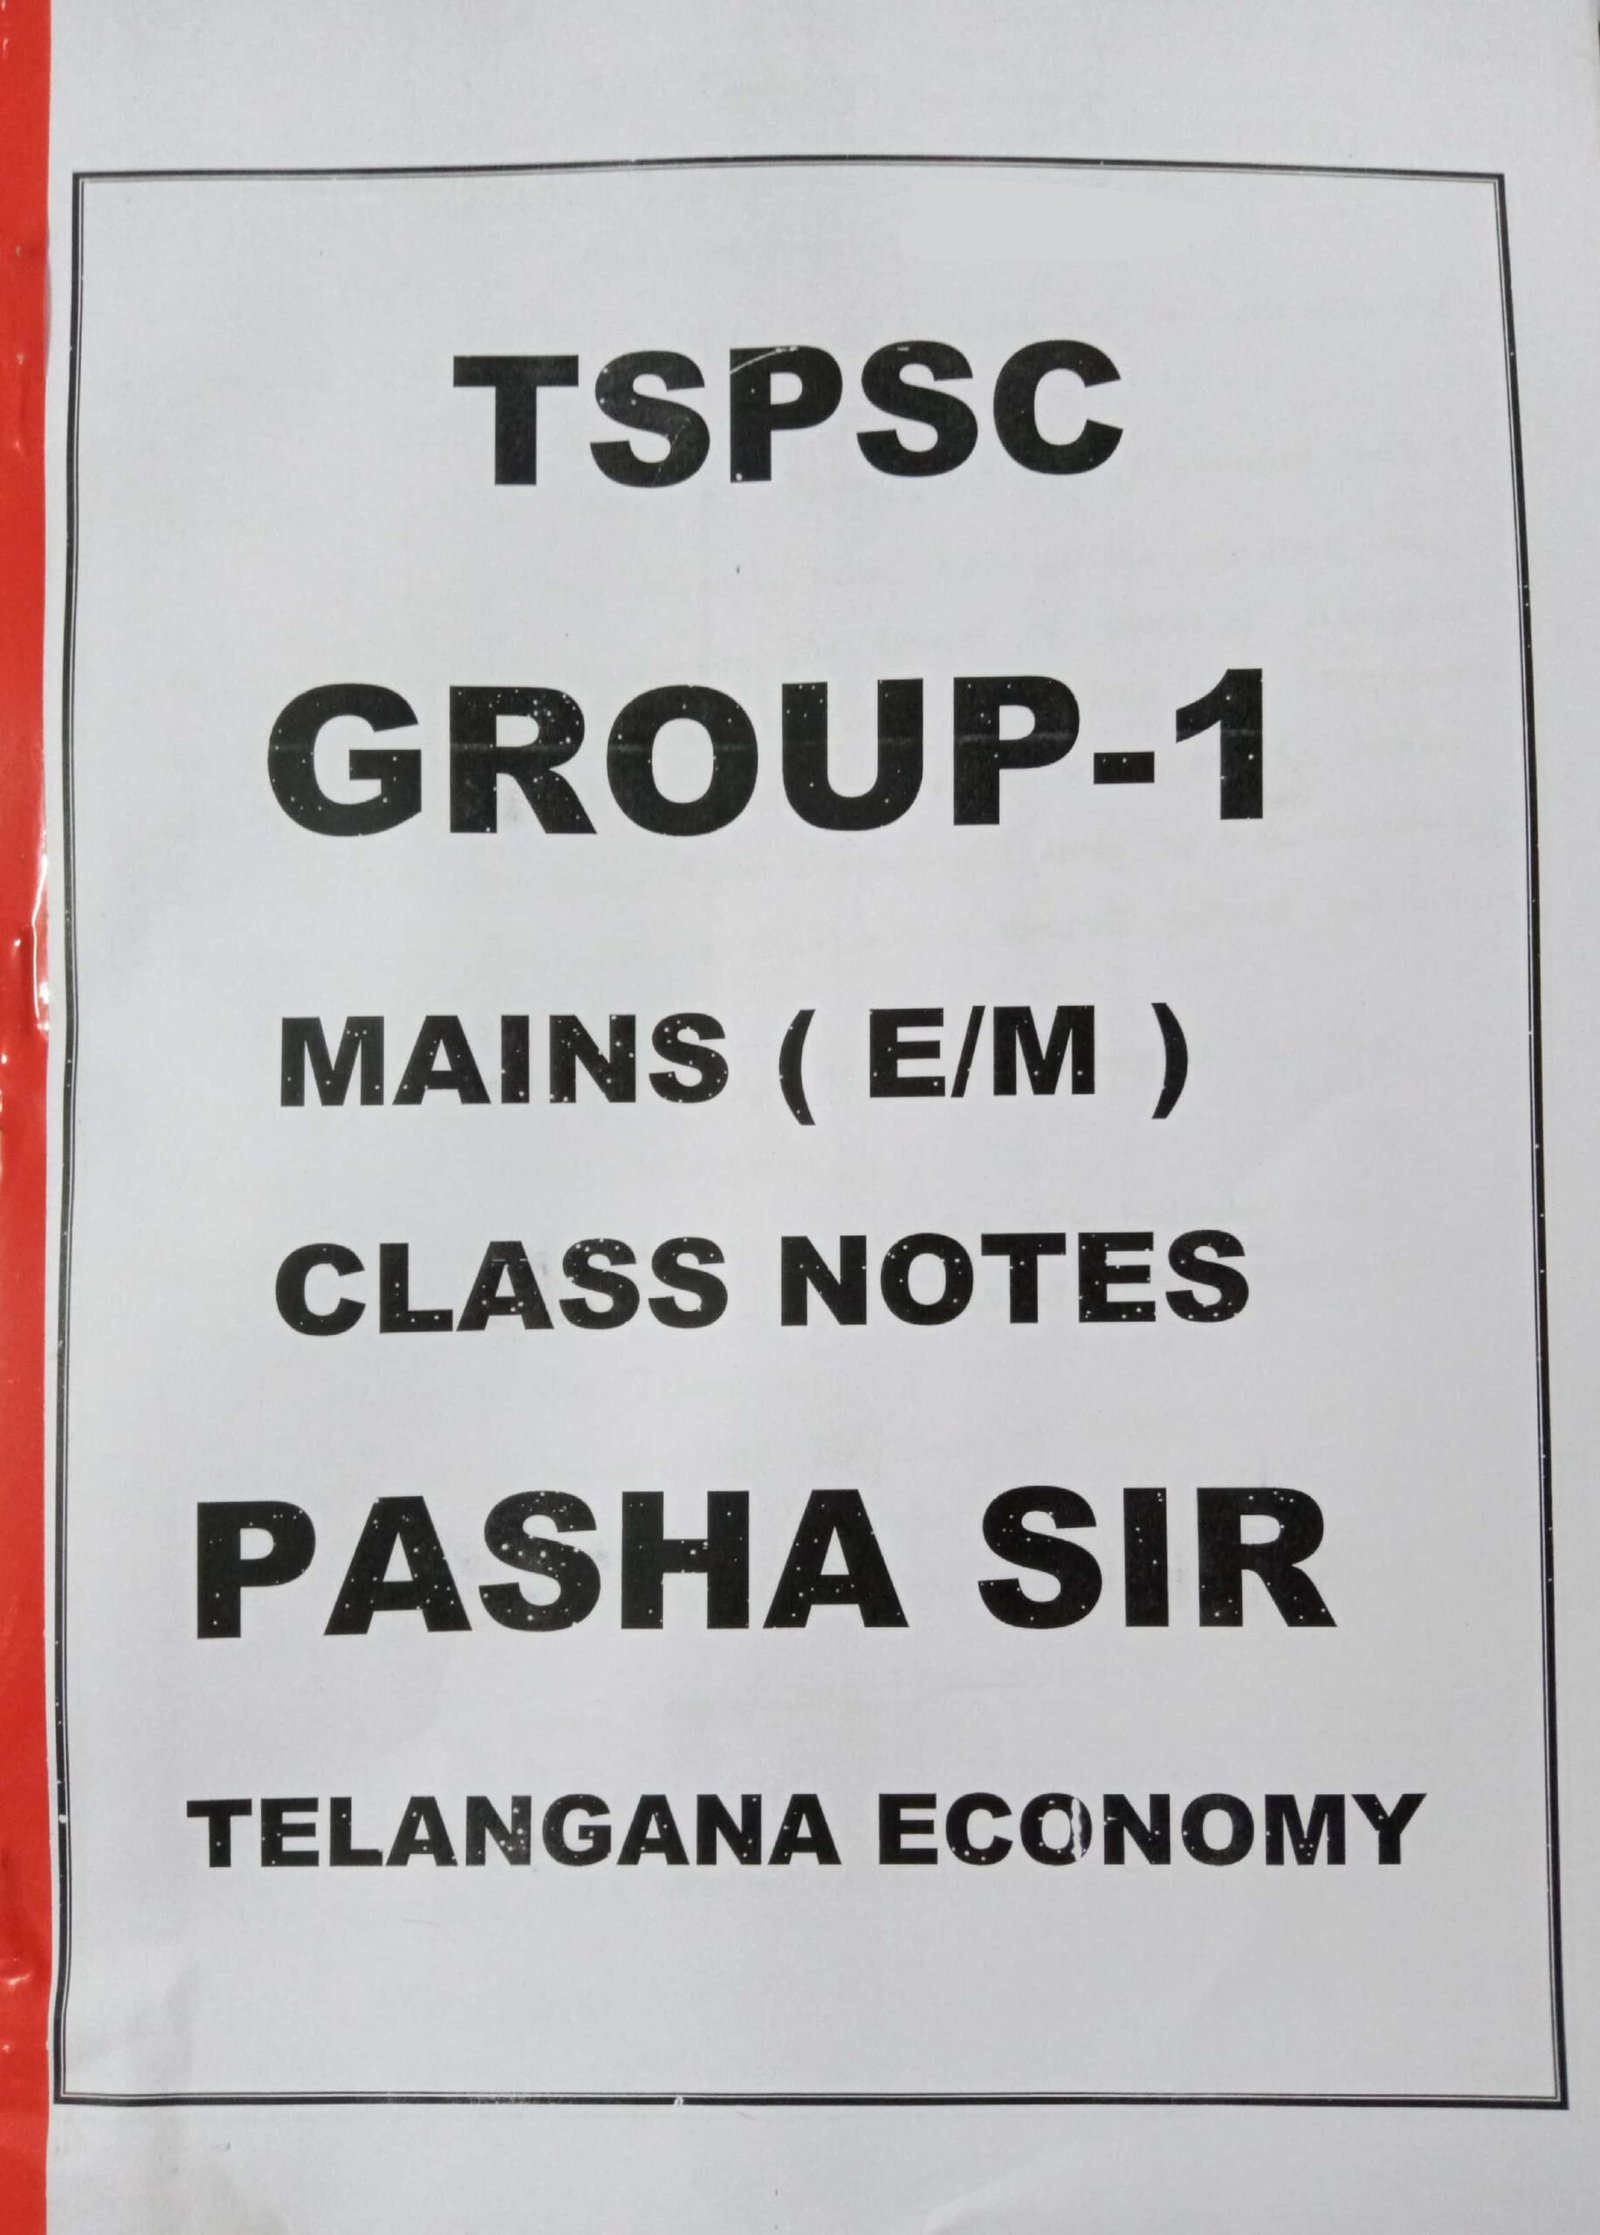 TSPSC
GROUP-1
MAINS ( E/M )
CLASS NOTES
PASHA SIR
TELANGANA ECONOMY